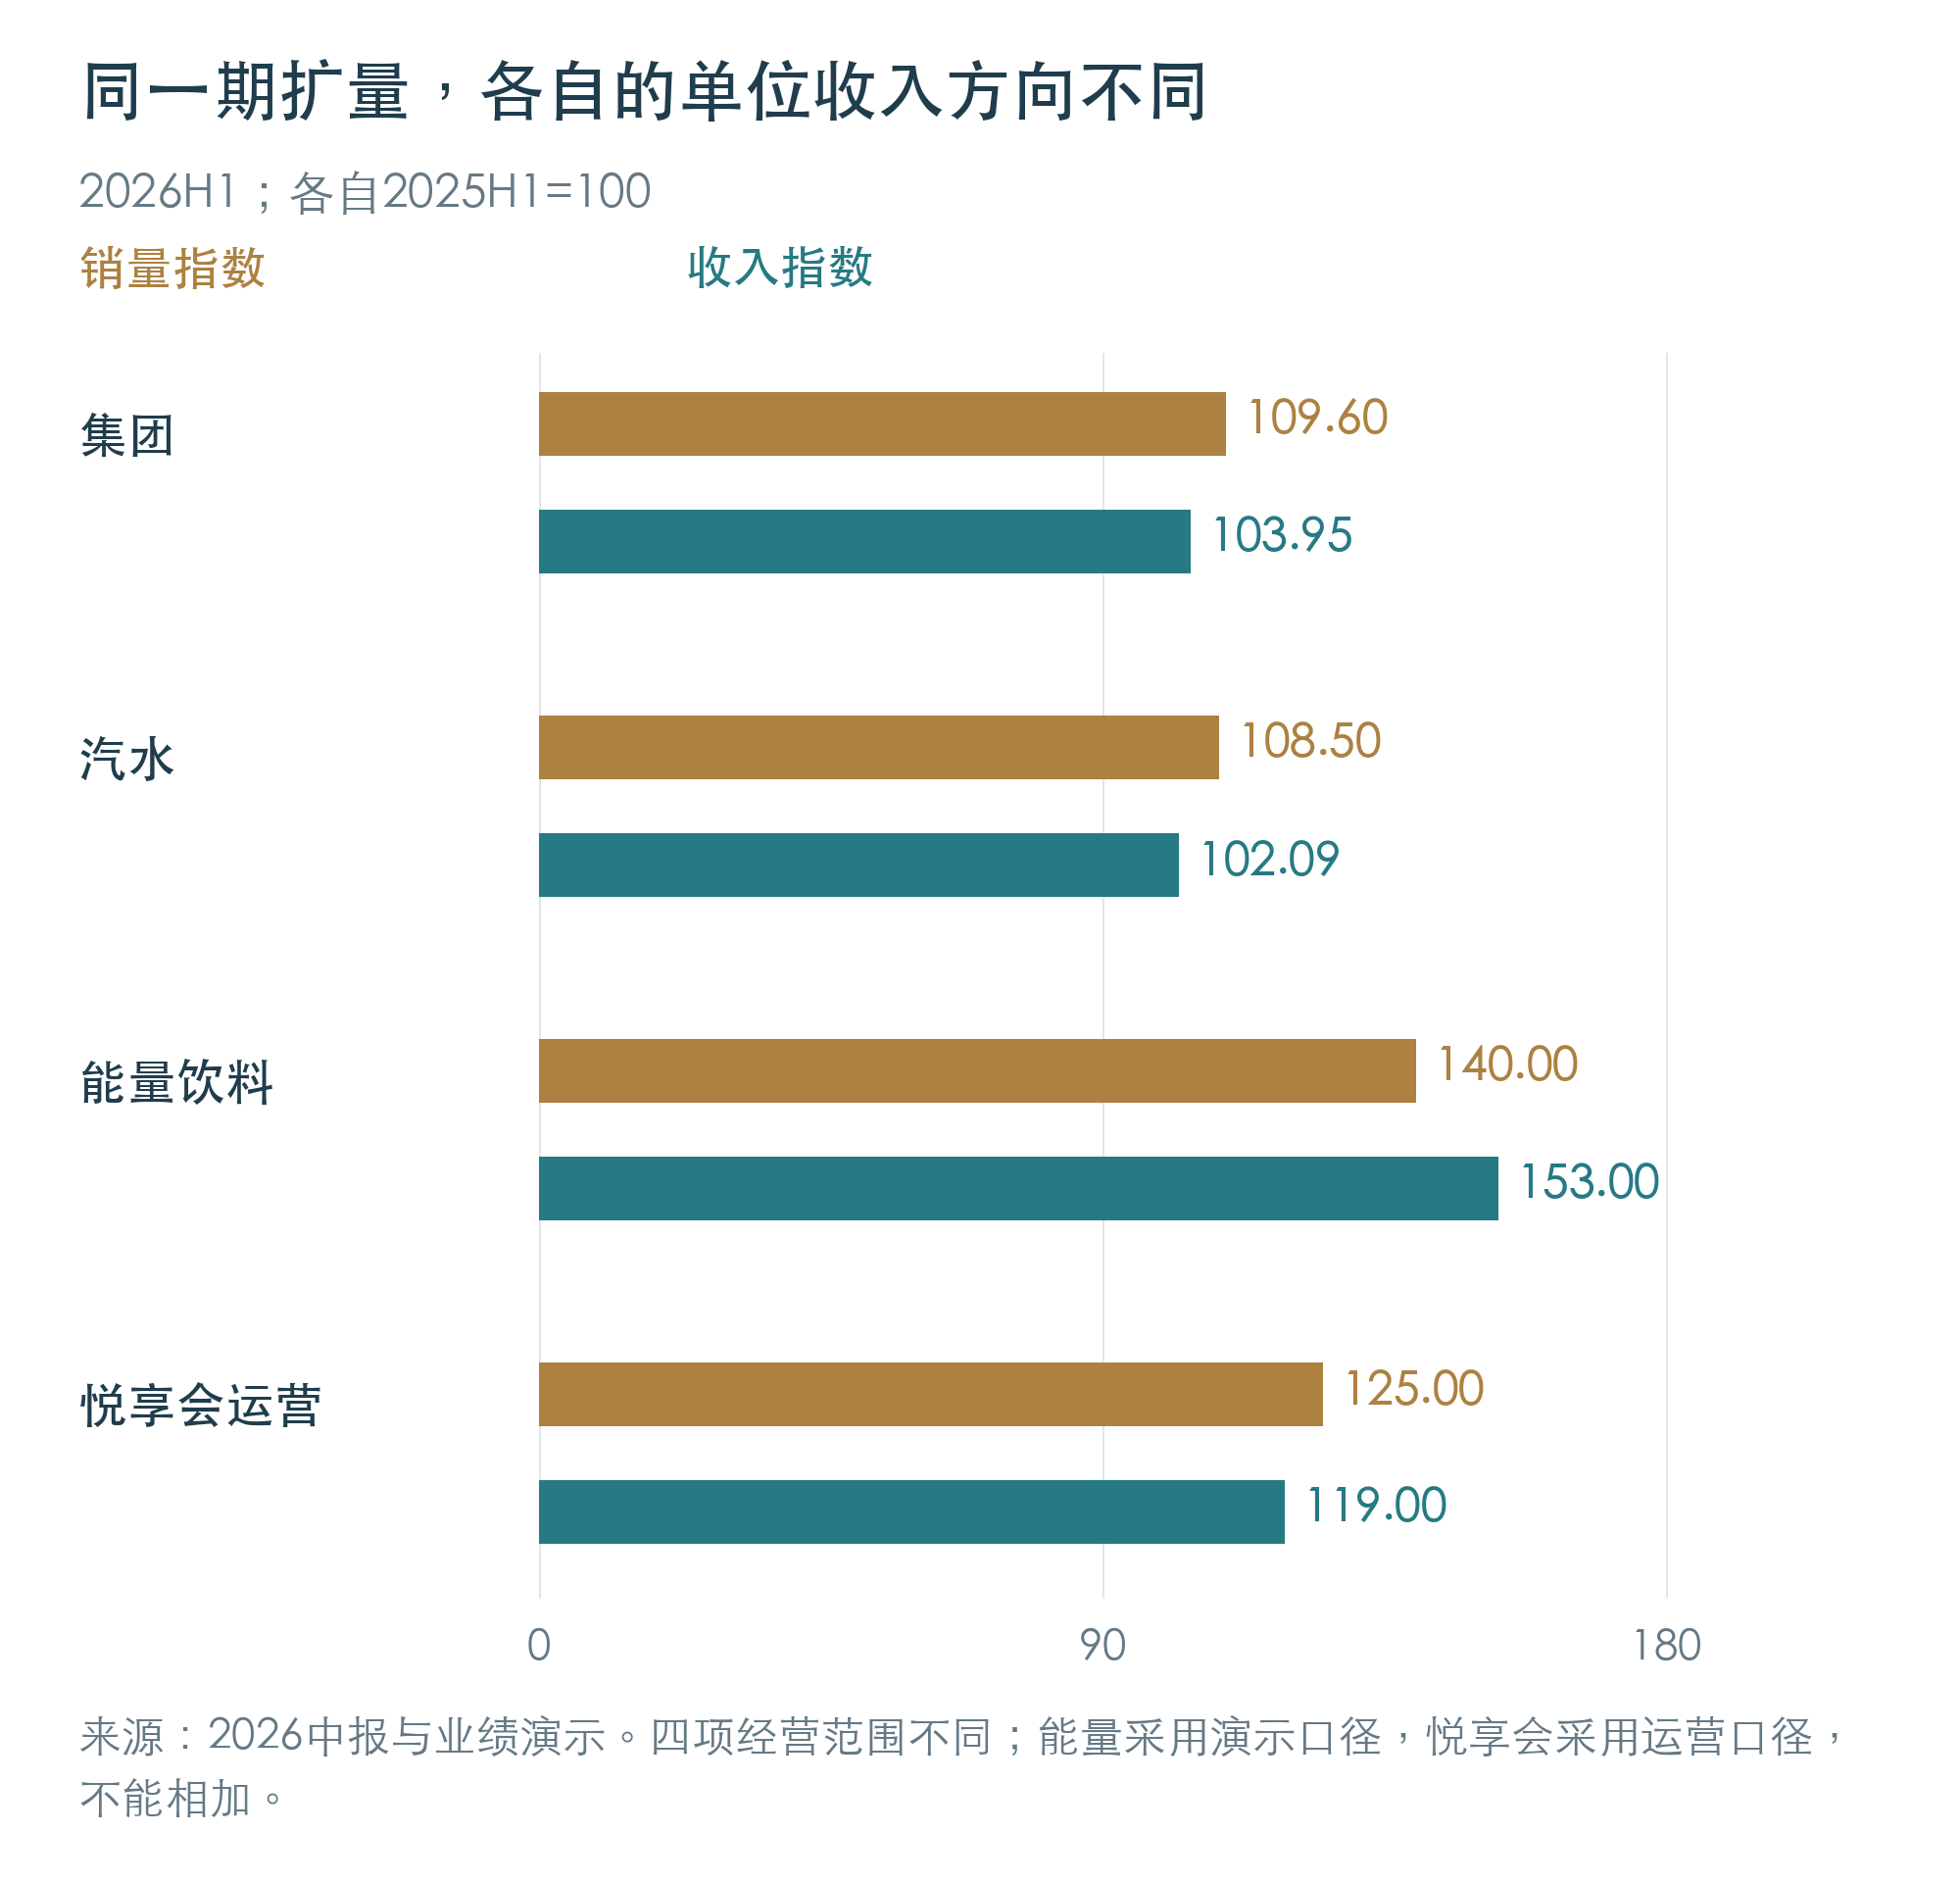 同一期扩量，各自的单位收入方向不同
2026H1；各自2025H1=100
销量指数 收入指数
集团
109.60
103.95
汽水
108.50
102.09
能量饮料
140.00
153.00
悦享会运营
125.00
119.00
0 90 180
来源：2026中报与业绩演示。四项经营范围不同；能量采用演示口径，悦享会采用运营口径，
不能相加。